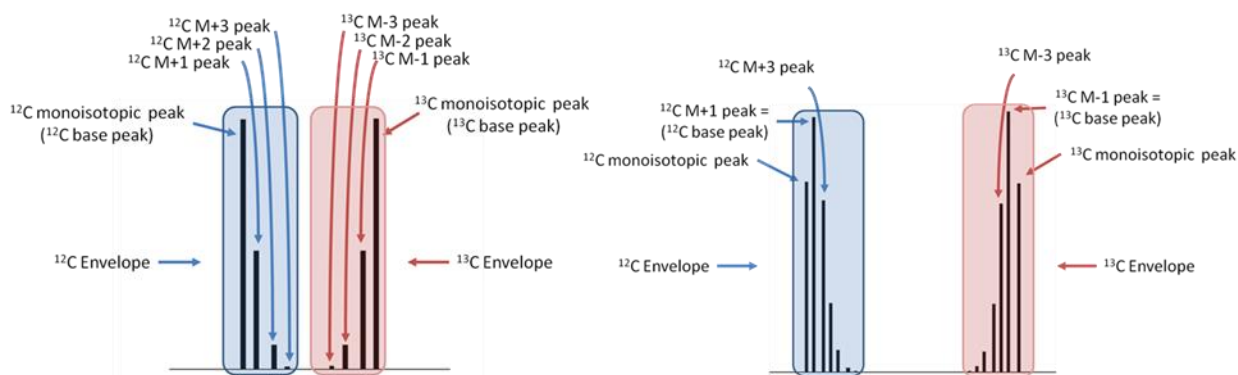 ¹²C M+3 peak
¹²C M+2 peak
¹²C M+1 peak
¹³C M-3 peak
¹³C M-2 peak
¹³C M-1 peak
¹²C monoisotopic peak
(¹²C base peak)
¹³C monoisotopic peak
(¹³C base peak)
¹²C Envelope
¹³C Envelope
¹²C M+3 peak
¹³C M-3 peak
¹²C M+1 peak =
(¹²C base peak)
¹³C M-1 peak =
(¹³C base peak)
¹²C monoisotopic peak
¹³C monoisotopic peak
¹²C Envelope
¹³C Envelope